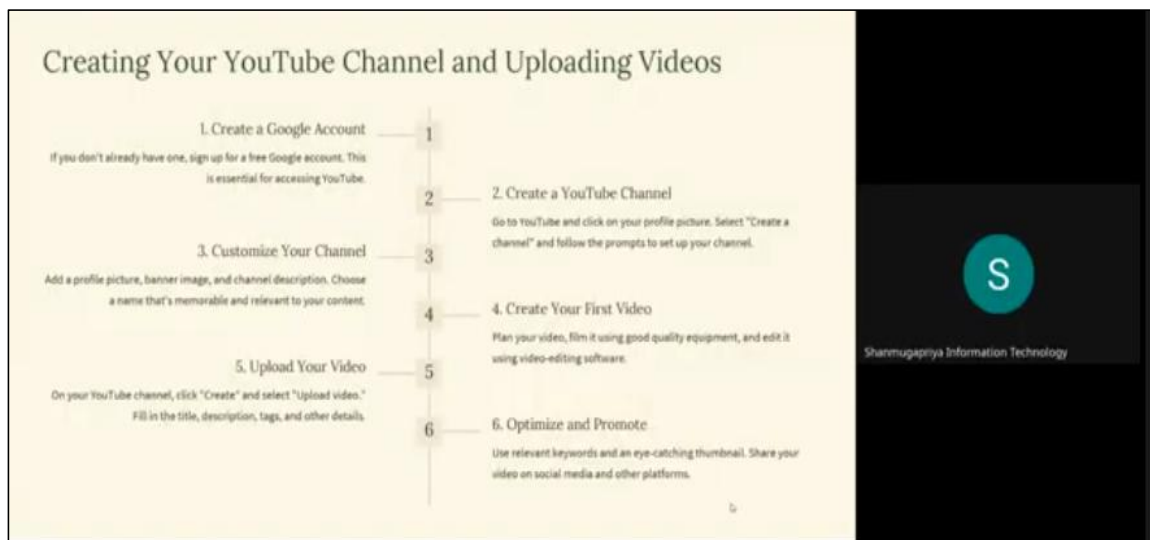 Creating Your YouTube Channel and Uploading Videos
1. Create a Google Account
1
If you don't already have one, sign up for a free Google account. This
is essential for accessing YouTube.
2
2. Create a YouTube Channel
Go to YouTube and click on your profile picture. Select "Create a
channel" and follow the prompts to set up your channel.
3. Customize Your Channel
3
Add a profile picture, banner image, and channel description. Choose
a name that's memorable and relevant to your content.
4
4. Create Your First Video
Plan your video, film it using good quality equipment, and edit it
using video-editing software.
5. Upload Your Video
5
On your YouTube channel, click "Create" and select "Upload video."
Fill in the title, description, tags, and other details.
6
6. Optimize and Promote
Use relevant keywords and an eye-catching thumbnail. Share your
video on social media and other platforms.
S
Shanmugapriya Information Technology